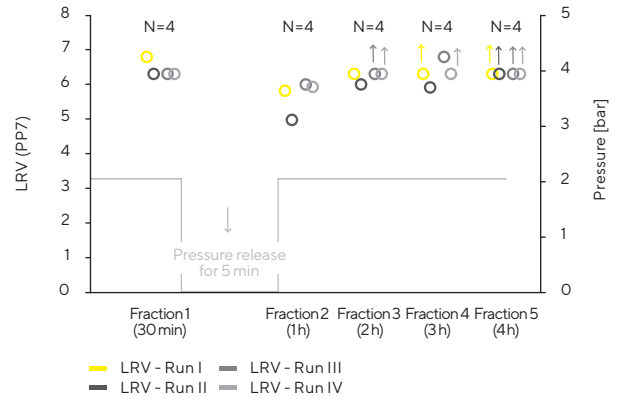 8
7
6
5
4
3
2
1
0
LRV (PP7)
N=4
N=4
N=4
N=4
N=4
5
4
3
2
1
0
Pressure [bar]
Pressure release
for 5 min
Fraction 1
(30 min)
Fraction 2
(1 h)
Fraction 3
(2 h)
Fraction 4
(3 h)
Fraction 5
(4 h)
LRV - Run I
LRV - Run III
LRV - Run II
LRV - Run IV